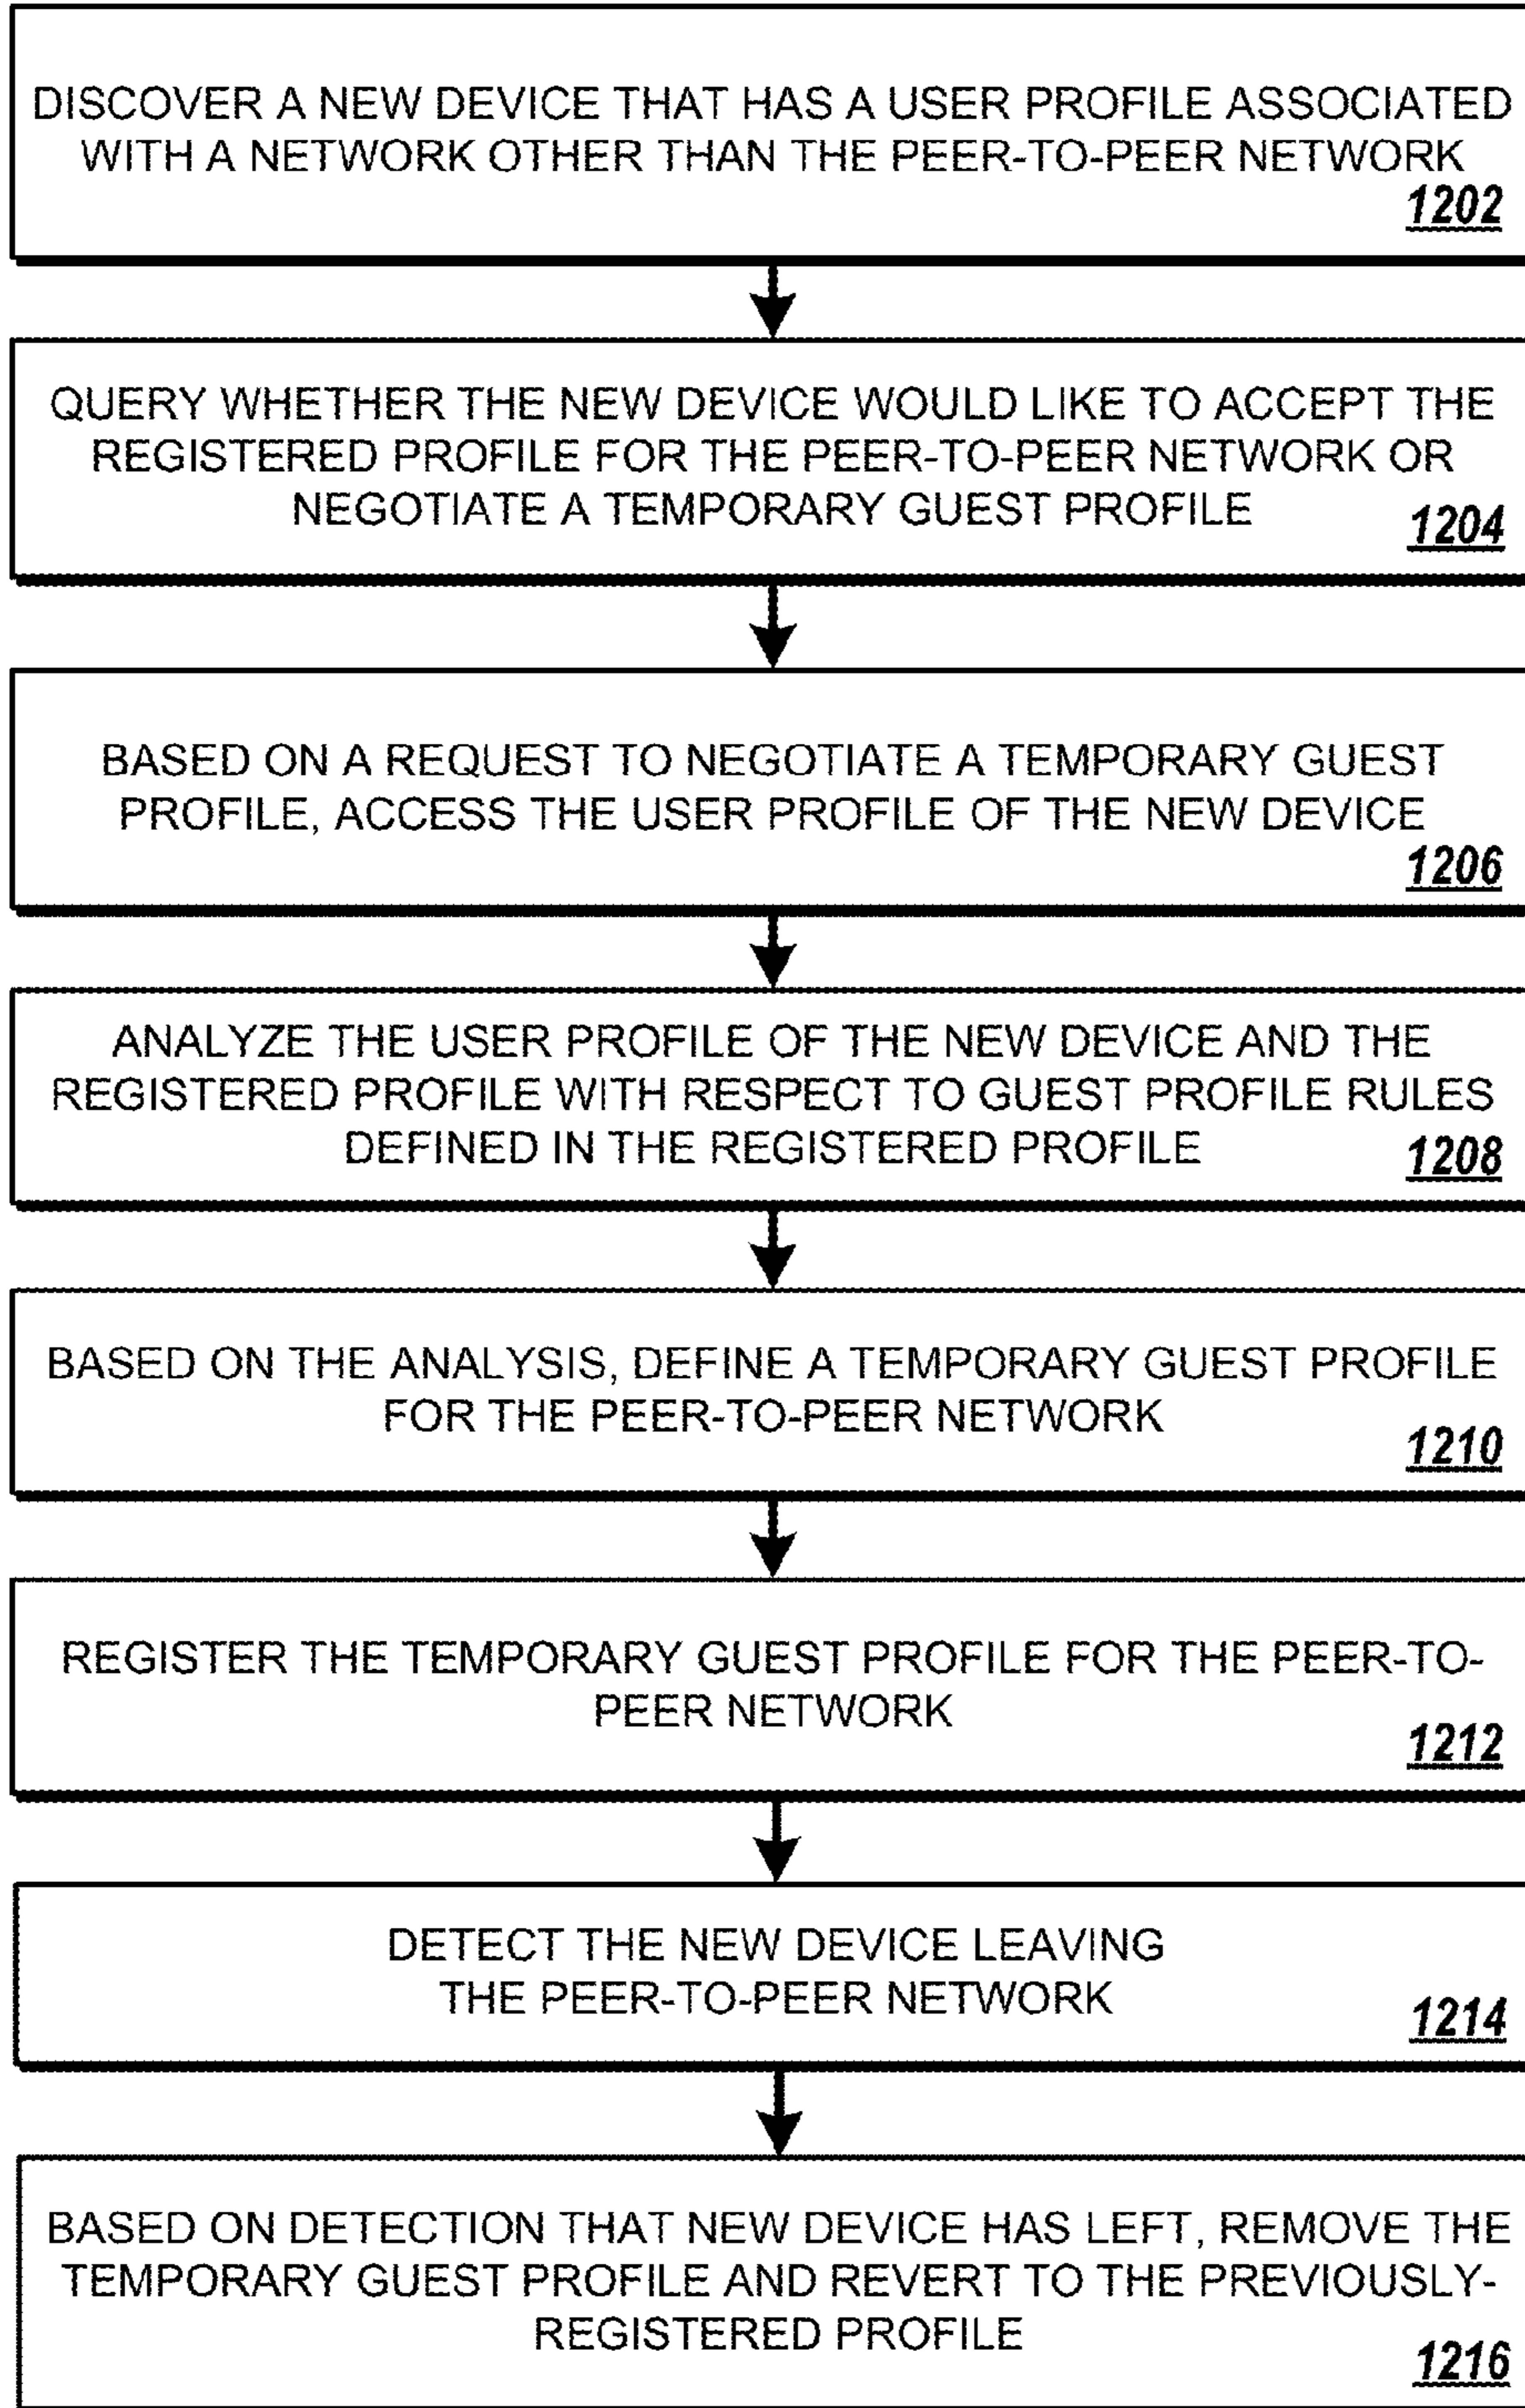 DISCOVER A NEW DEVICE THAT HAS A USER PROFILE ASSOCIATED
WITH A NETWORK OTHER THAN THE PEER-TO-PEER NETWORK
1202
QUERY WHETHER THE NEW DEVICE WOULD LIKE TO ACCEPT THE
REGISTERED PROFILE FOR THE PEER-TO-PEER NETWORK OR
NEGOTIATE A TEMPORARY GUEST PROFILE
1204
BASED ON A REQUEST TO NEGOTIATE A TEMPORARY GUEST
PROFILE, ACCESS THE USER PROFILE OF THE NEW DEVICE
1206
ANALYZE THE USER PROFILE OF THE NEW DEVICE AND THE
REGISTERED PROFILE WITH RESPECT TO GUEST PROFILE RULES
DEFINED IN THE REGISTERED PROFILE
1208
BASED ON THE ANALYSIS, DEFINE A TEMPORARY GUEST PROFILE
FOR THE PEER-TO-PEER NETWORK
1210
REGISTER THE TEMPORARY GUEST PROFILE FOR THE PEER-TO-
PEER NETWORK
1212
DETECT THE NEW DEVICE LEAVING
THE PEER-TO-PEER NETWORK
1214
BASED ON DETECTION THAT NEW DEVICE HAS LEFT, REMOVE THE
TEMPORARY GUEST PROFILE AND REVERT TO THE PREVIOUSLY-
REGISTERED PROFILE
1216